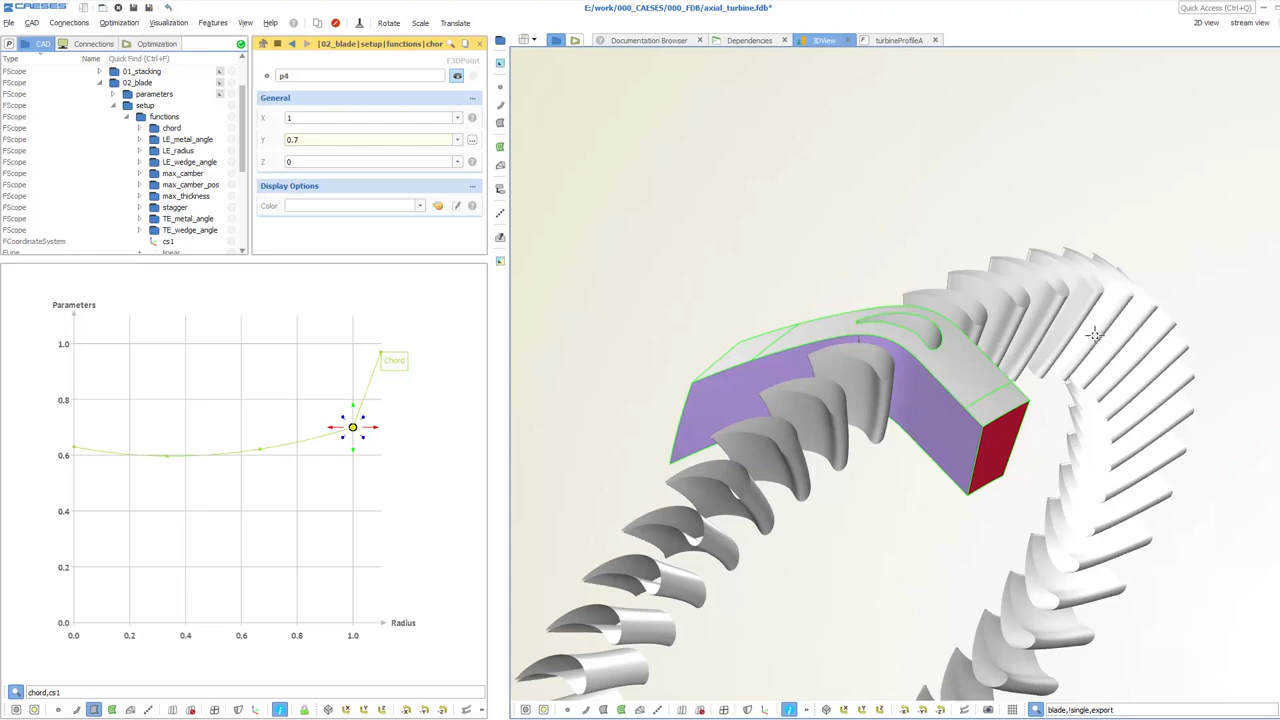 CAESES
E:/work/000_CAESES/000_FDB/axial_turbine.fdb*
Quick Access (Ctrl+Q)
File CAD Connections Optimization Visualization Features View Help Rotate Scale Translate
2D view stream view
P CAD Connections Optimization
|02_blade|setup|functions|chor
Documentation Browser Dependencies 3DView turbineProfileA
Type Name Quick Find (Ctrl+F)
F3DPoint
FScope 01_stacking
FScope 02_blade
p4
FScope parameters
General
FScope setup
FScope functions
X 1
FScope chord
FScope LE_metal_angle
Y 0.7
FScope LE_radius
FScope LE_wedge_angle
Z 0
FScope max_camber
FScope max_camber_pos
Display Options
FScope max_thickness
FScope stagger
Color
FScope TE_metal_angle
FScope TE_wedge_angle
FCoordinateSystem cs1
FLine linear
Parameters
1.0
Chord
0.8
0.6
0.4
0.2
0.0
Radius
0.0 0.2 0.4 0.6 0.8 1.0
chord,cs1
blade,!single,export